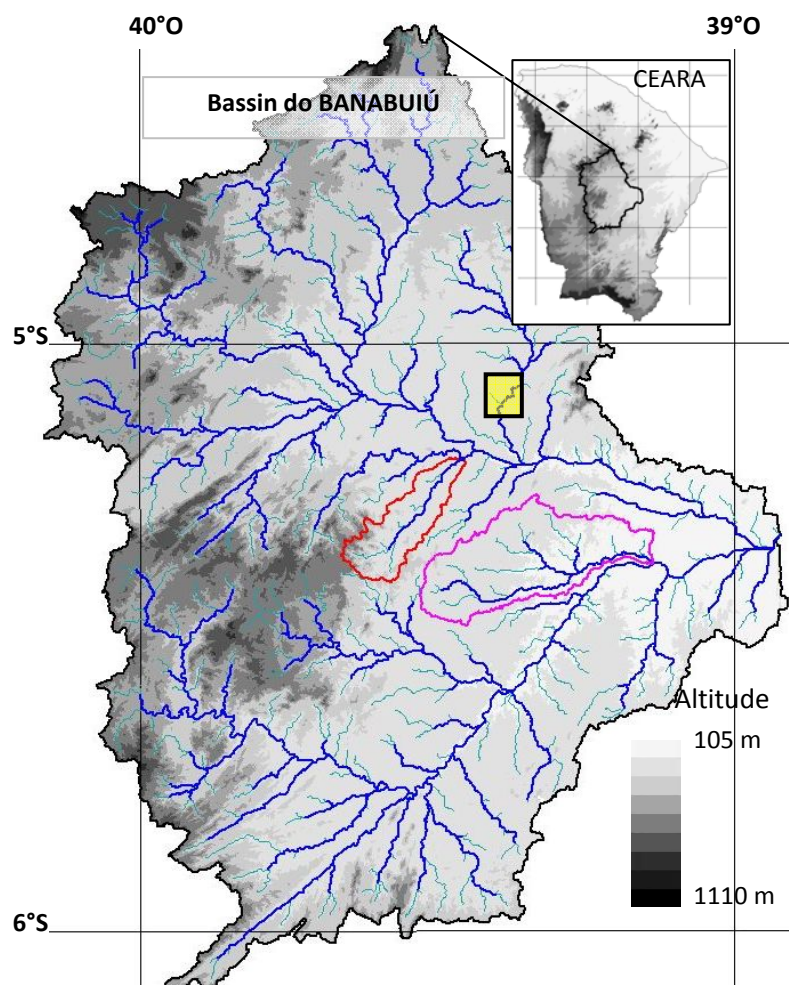 40°O
39°O
CEARA
Bassin do BANABUIÚ
5°S
Altitude
105 m
1110 m
6°S